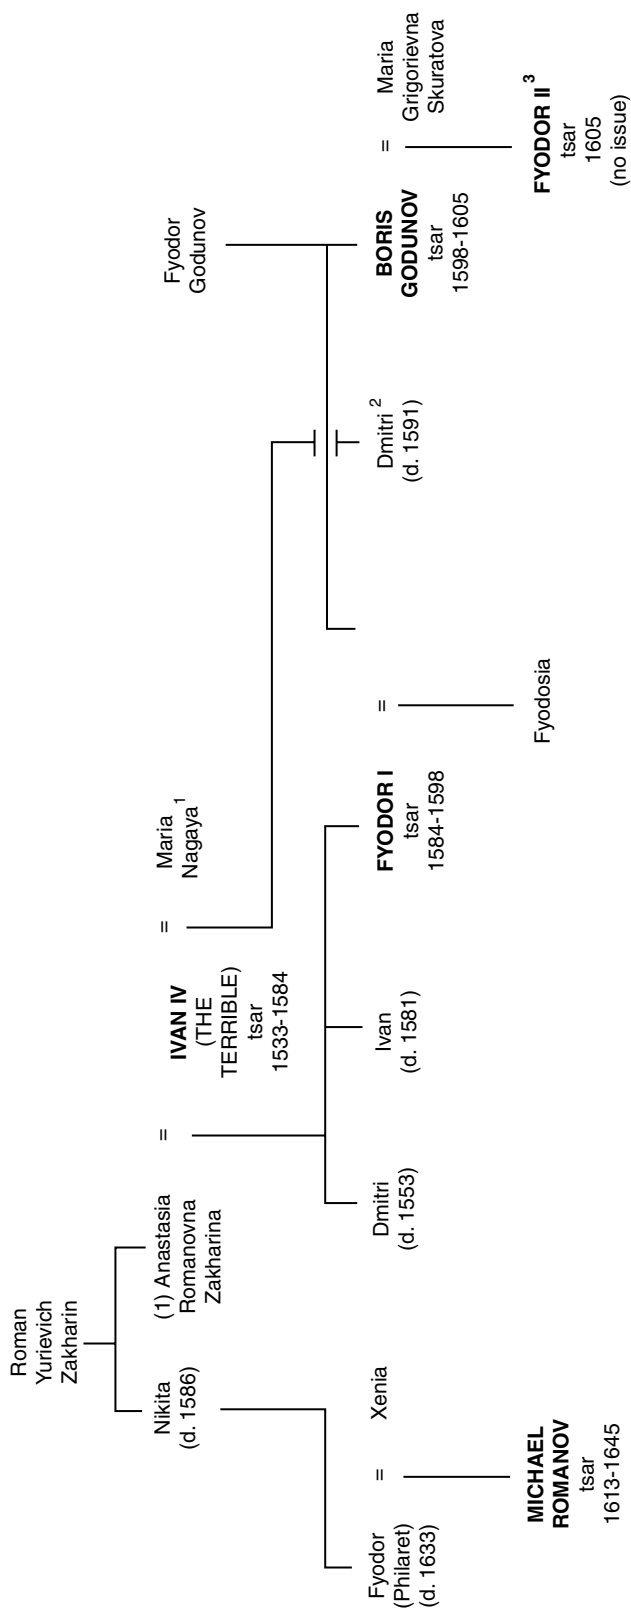 Roman
Yurievich
Zakharin
Nikita
(d. 1586)
(1) Anastasia
Romanovna
Zakharina
=
IVAN IV
(THE
TERRIBLE)
tsar
1533-1584
=
Maria
Nagaya 1
Fyodor
Godunov
Fyodor
(Philaret)
(d. 1633)
=
Xenia
Dmitri
(d. 1553)
Ivan
(d. 1581)
FYODOR I
tsar
1584-1598
=
Dmitri 2
(d. 1591)
BORIS
GODUNOV
tsar
1598-1605
=
Maria
Grigorievna
Skuratova
MICHAEL
ROMANOV
tsar
1613-1645
Fyodosia
FYODOR II 3
tsar
1605
(no issue)